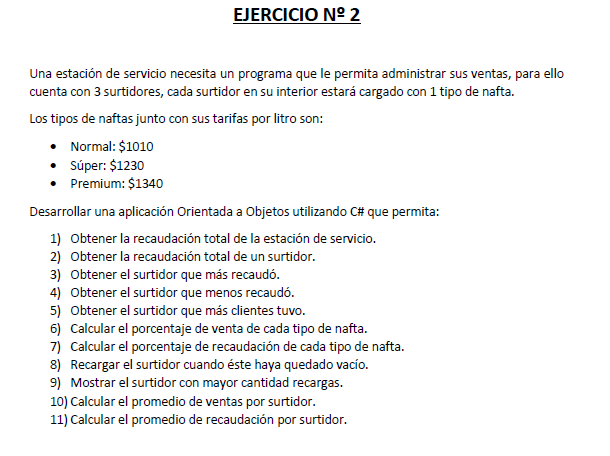 EJERCICIO Nº 2
Una estación de servicio necesita un programa que le permita administrar sus ventas, para ello
cuenta con 3 surtidores, cada surtidor en su interior estará cargado con 1 tipo de nafta.
Los tipos de naftas junto con sus tarifas por litro son:
• Normal: $1010
• Súper: $1230
• Premium: $1340
Desarrollar una aplicación Orientada a Objetos utilizando C# que permita:
1) Obtener la recaudación total de la estación de servicio.
2) Obtener la recaudación total de un surtidor.
3) Obtener el surtidor que más recaudó.
4) Obtener el surtidor que menos recaudó.
5) Obtener el surtidor que más clientes tuvo.
6) Calcular el porcentaje de venta de cada tipo de nafta.
7) Calcular el porcentaje de recaudación de cada tipo de nafta.
8) Recargar el surtidor cuando éste haya quedado vacío.
9) Mostrar el surtidor con mayor cantidad recargas.
10) Calcular el promedio de ventas por surtidor.
11) Calcular el promedio de recaudación por surtidor.